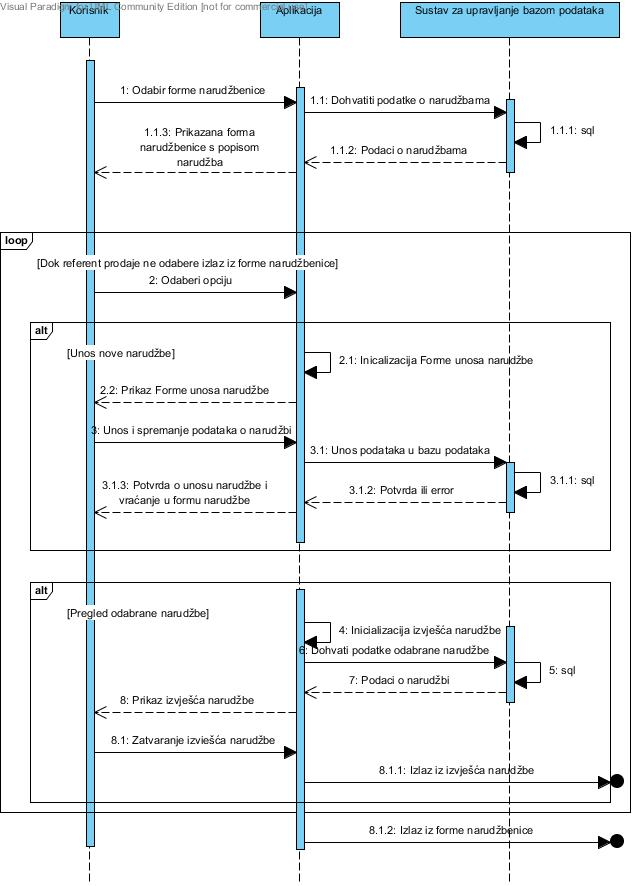 Visual Paradigm for UML Community Edition [not for commercial use]
Korisnik
Aplikacija
Sustav za upravljanje bazom podataka
1: Odabir forme narudžbenice
1.1: Dohvatiti podatke o narudžbama
1.1.1: sql
1.1.2: Podaci o narudžbama
1.1.3: Prikazana forma
narudžbenice s popisom
narudžba
loop
[Dok referent prodaje ne odabere izlaz iz forme narudžbenice]
2: Odaberi opciju
alt
[Unos nove narudžbe]
2.1: Inicalizacija Forme unosa narudžbe
2.2: Prikaz Forme unosa narudžbe
3: Unos i spremanje podataka o narudžbi
3.1: Unos podataka u bazu podataka
3.1.1: sql
3.1.2: Potvrda ili error
3.1.3: Potvrda o unosu narudžbe i
vraćanje u formu narudžbe
alt
[Pregled odabrane narudžbe]
4: Inicializacija izvješća narudžbe
6: Dohvati podatke odabrane narudžbe
5: sql
7: Podaci o narudžbi
8: Prikaz izvješća narudžbe
8.1: Zatvaranje izviešća narudžbe
8.1.1: Izlaz iz izvješća narudžbe
8.1.2: Izlaz iz forme narudžbenice